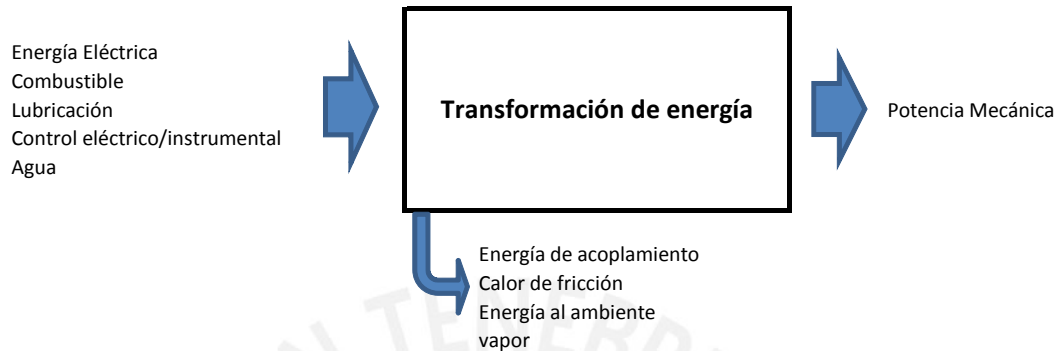 Energía Eléctrica
Combustible
Lubricación
Control eléctrico/instrumental
Agua
Transformación de energía
Potencia Mecánica
Energía de acoplamiento
Calor de fricción
Energía al ambiente
vapor